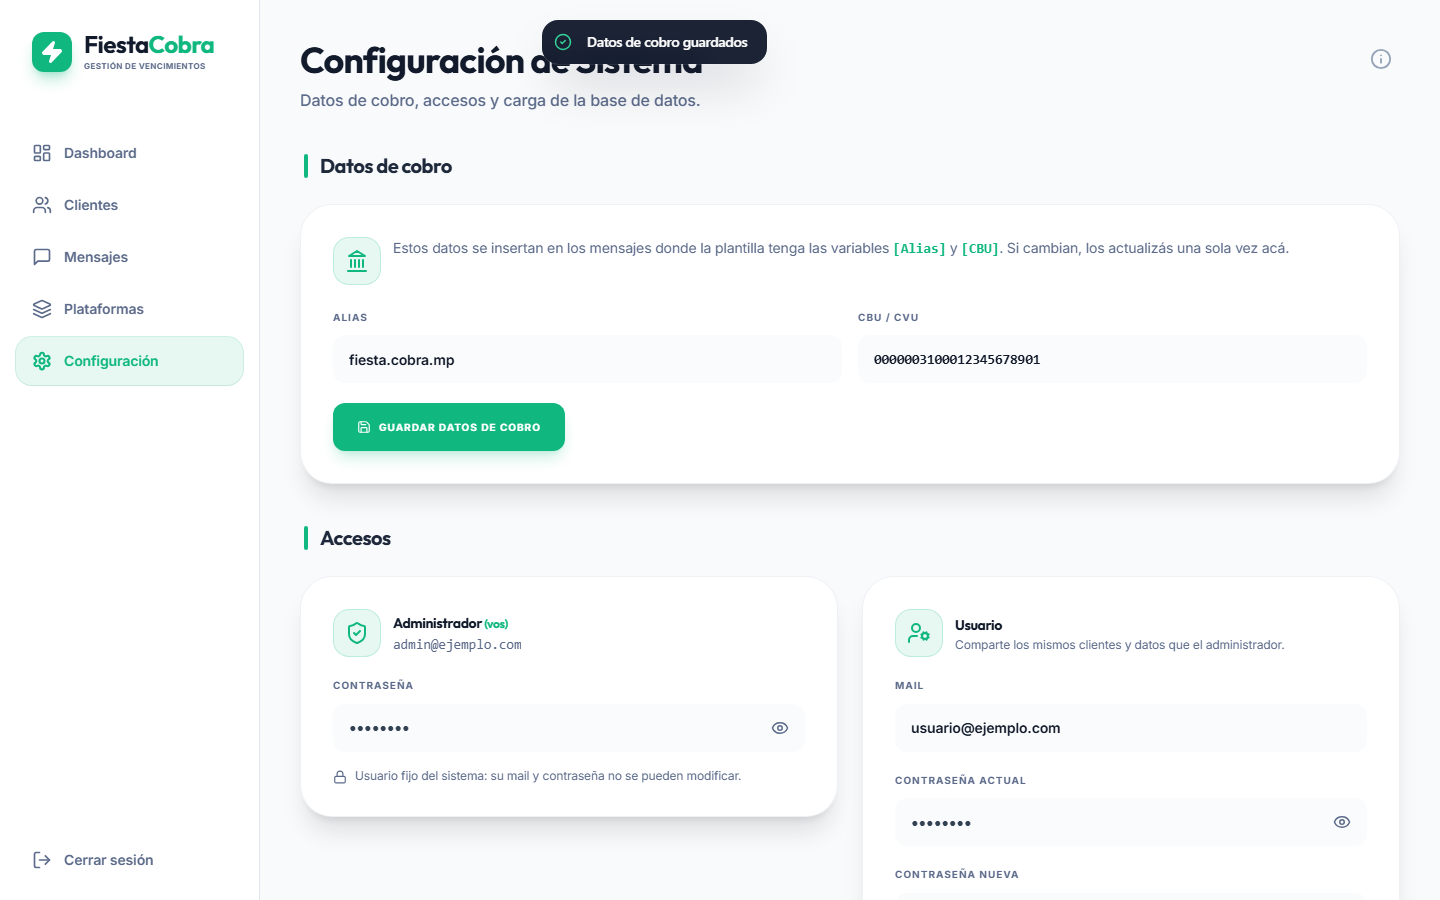 FiestaCobra
GESTIÓN DE VENCIMIENTOS
Dashboard
Clientes
Mensajes
Plataformas
Configuración
Cerrar sesión
Datos de cobro guardados
Configuración de Sistema
Datos de cobro, accesos y carga de la base de datos.
Datos de cobro
Estos datos se insertan en los mensajes donde la plantilla tenga las variables [Alias] y [CBU]. Si cambian, los actualizás una sola vez acá.
ALIAS
fiesta.cobra.mp
CBU / CVU
0000003100012345678901
GUARDAR DATOS DE COBRO
Accesos
Administrador (vos)
admin@ejemplo.com
CONTRASEÑA
••••••••
Usuario fijo del sistema: su mail y contraseña no se pueden modificar.
Usuario
Comparte los mismos clientes y datos que el administrador.
MAIL
usuario@ejemplo.com
CONTRASEÑA ACTUAL
••••••••
CONTRASEÑA NUEVA